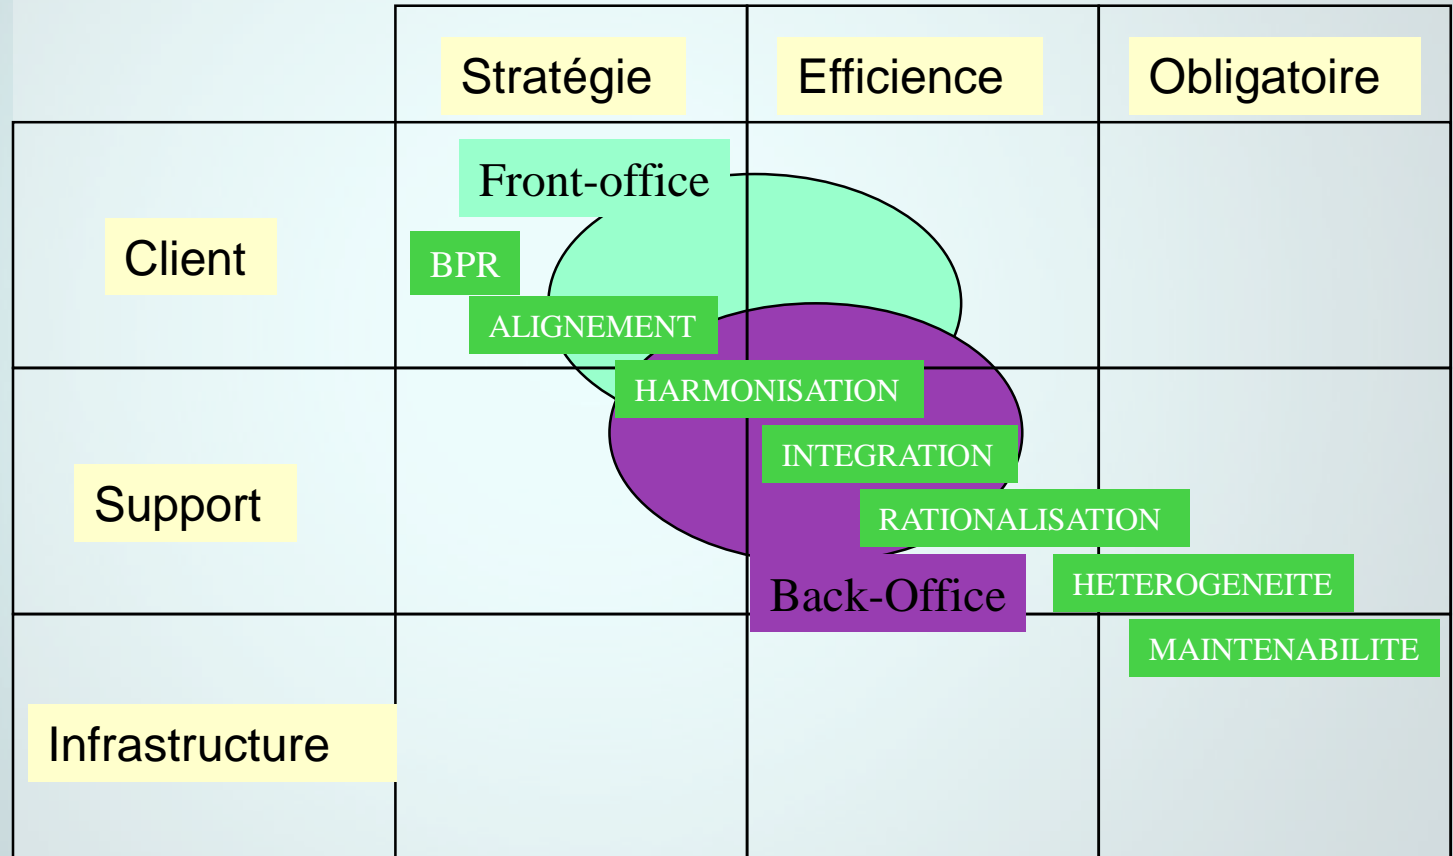 Stratégie
Efficience
Obligatoire
Front-office
Client
BPR
ALIGNEMENT
HARMONISATION
INTEGRATION
Support
RATIONALISATION
HETEROGENEITE
Back-Office
MAINTENABILITE
Infrastructure